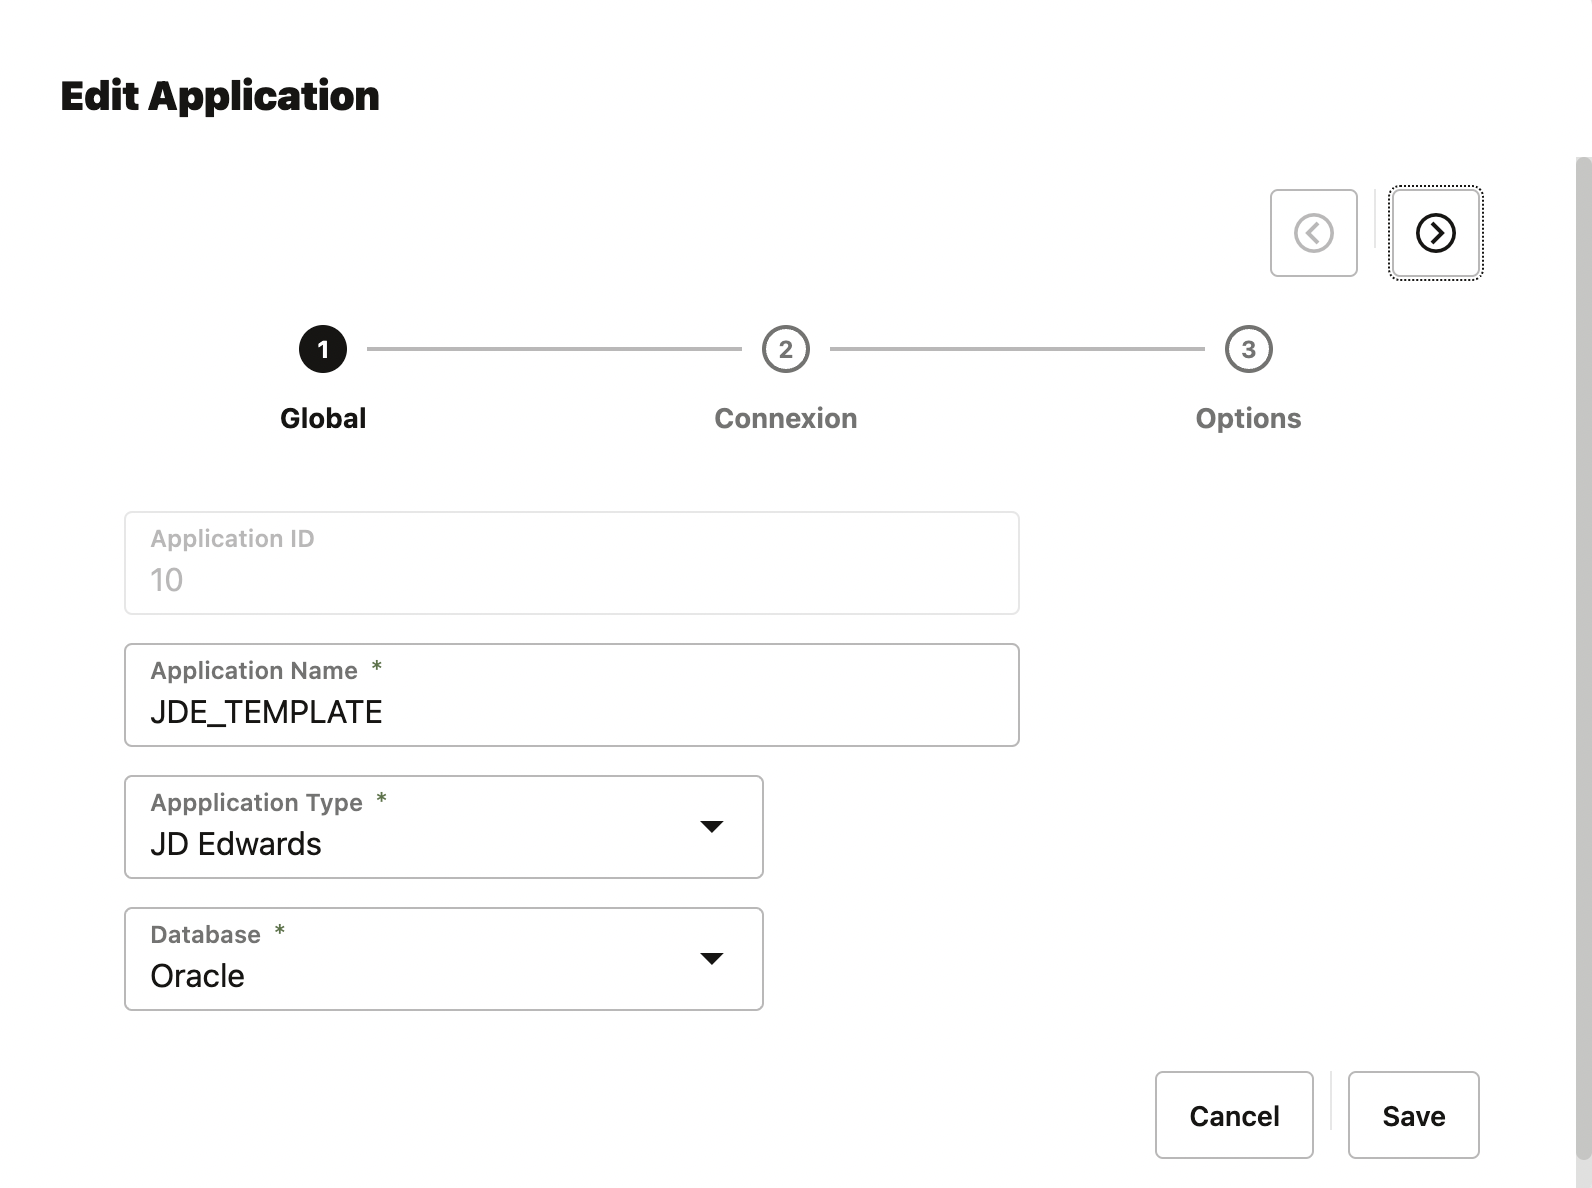 Edit Application
1
2
3
Global
Connexion
Options
Application ID
10
Application Name *
JDE_TEMPLATE
Appplication Type *
JD Edwards
Database *
Oracle
Cancel
Save